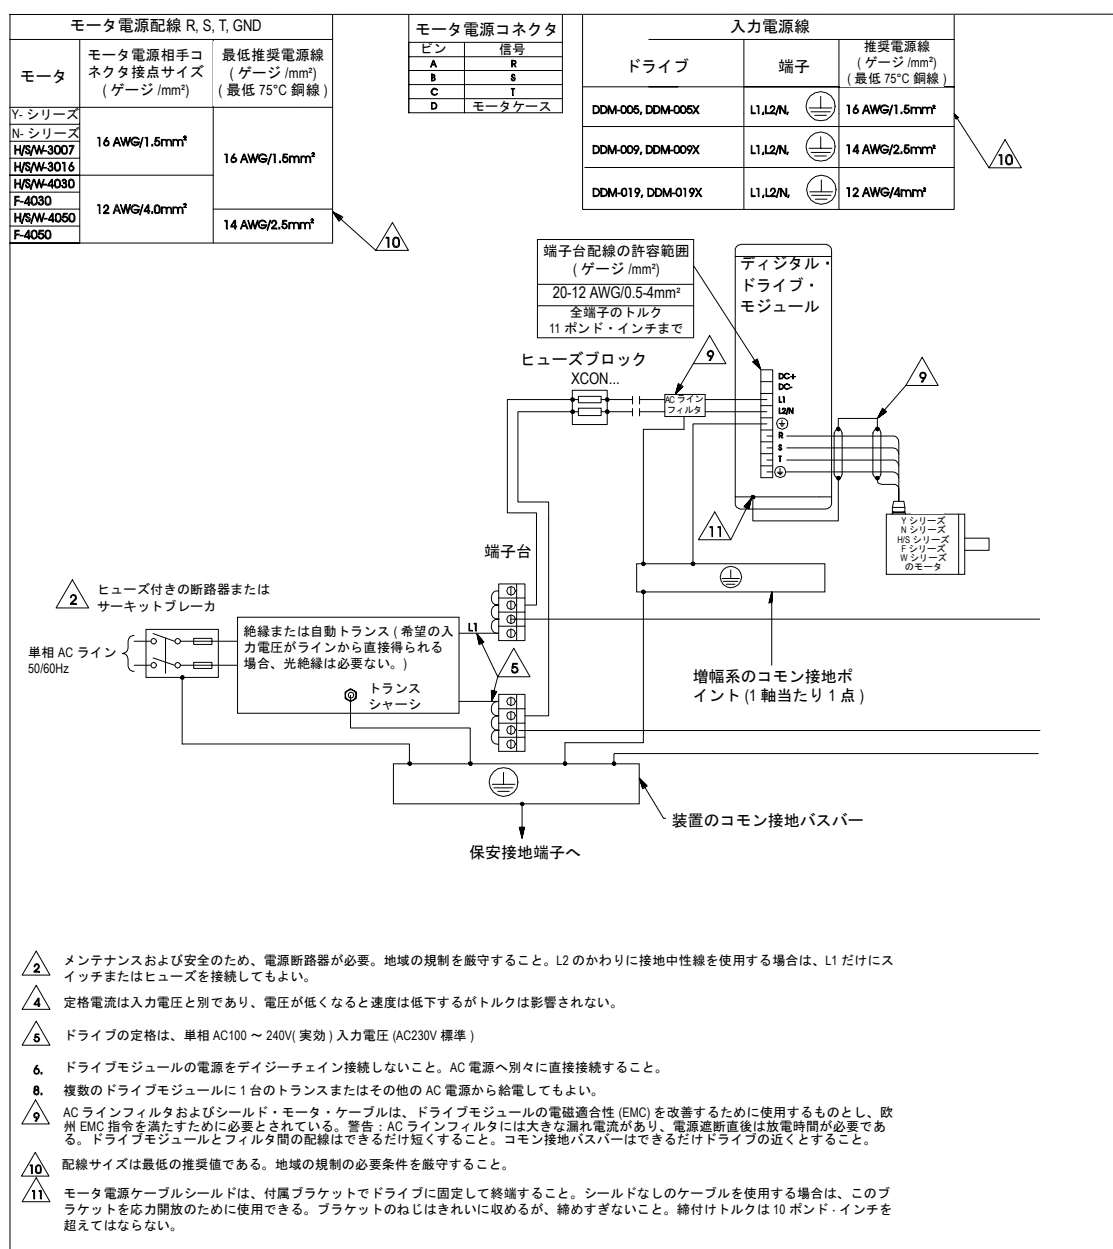 モータ電源配線 R, S, T, GND
モータ
モータ電源相手コ
ネクタ接点サイズ
( ゲージ /mm²)
最低推奨電源線
( ゲージ /mm²)
( 最低 75°C 銅線 )
Y- シリーズ
N- シリーズ
H/S/W-3007
H/S/W-3016
H/S/W-4030
F-4030
H/S/W-4050
F-4050
16 AWG/1.5mm²
12 AWG/4.0mm²
16 AWG/1.5mm²
14 AWG/2.5mm²
10
モータ電源コネクタ
ピン 信号
A R
B S
C T
D モータケース
入力電源線
ドライブ 端子
推奨電源線
( ゲージ /mm²)
( 最低 75°C 銅線 )
DDM-005, DDM-005X L1,L2/N, 16 AWG/1.5mm²
DDM-009, DDM-009X L1,L2/N, 14 AWG/2.5mm²
DDM-019, DDM-019X L1,L2/N, 12 AWG/4mm²
10
端子台配線の許容範囲
( ゲージ /mm²)
20-12 AWG/0.5-4mm²
全端子のトルク
11 ポンド・インチまで
ディジタル・
ドライブ・
モジュール
ヒューズブロック
XCON...
9
AC ライン
フィルタ
DC+
DC-
L1
L2/N
R
S
T
9
11
Y シリーズ
N シリーズ
H/S シリーズ
F シリーズ
W シリーズ
のモータ
端子台
2
ヒューズ付きの断路器または
サーキットブレーカ
単相 AC ライン
50/60Hz
絶縁または自動トランス ( 希望の入
力電圧がラインから直接得られる
場合、光絶縁は必要ない。)
トランス
シャーシ
L1
5
増幅系のコモン接地ポ
イント (1 軸当たり 1 点 )
装置のコモン接地バスバー
保安接地端子へ
2 メンテナンスおよび安全のため、電源断路器が必要。地域の規制を厳守すること。L2 のかわりに接地中性線を使用する場合は、L1 だけにス
イッチまたはヒューズを接続してもよい。
4 定格電流は入力電圧と別であり、電圧が低くなると速度は低下するがトルクは影響されない。
5 ドライブの定格は、単相 AC100 ～ 240V( 実効 ) 入力電圧 (AC230V 標準 )
6. ドライブモジュールの電源をデイジーチェイン接続しないこと。AC 電源へ別々に直接接続すること。
8. 複数のドライブモジュールに 1 台のトランスまたはその他の AC 電源から給電してもよい。
9 AC ラインフィルタおよびシールド・モータ・ケーブルは、ドライブモジュールの電磁適合性 (EMC) を改善するために使用するものとし、欧
州 EMC 指令を満たすために必要とされている。警告：AC ラインフィルタには大きな漏れ電流があり、電源遮断直後は放電時間が必要であ
る。ドライブモジュールとフィルタ間の配線はできるだけ短くすること。コモン接地バスバーはできるだけドライブの近くとすること。
10 配線サイズは最低の推奨値である。地域の規制の必要条件を厳守すること。
11 モータ電源ケーブルシールドは、付属ブラケットでドライブに固定して終端すること。シールドなしのケーブルを使用する場合は、このブ
ラケットを応力開放のために使用できる。ブラケットのねじはきれいに収めるが、締めすぎないこと。締付けトルクは 10 ポンド - インチを
超えてはならない。